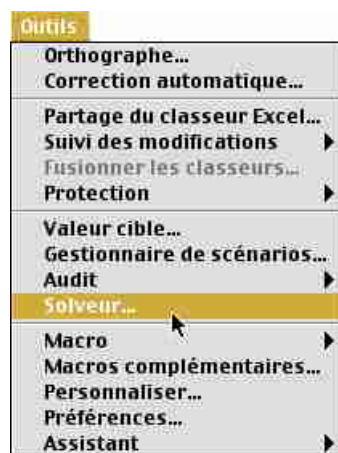 Outils
Orthographe...
Correction automatique...
Partage du classeur Excel...
Suivi des modifications
Fusionner les classeurs...
Protection
Valeur cible...
Gestionnaire de scénarios...
Audit
Solveur...
Macro
Macros complémentaires...
Personnaliser...
Préférences...
Assistant